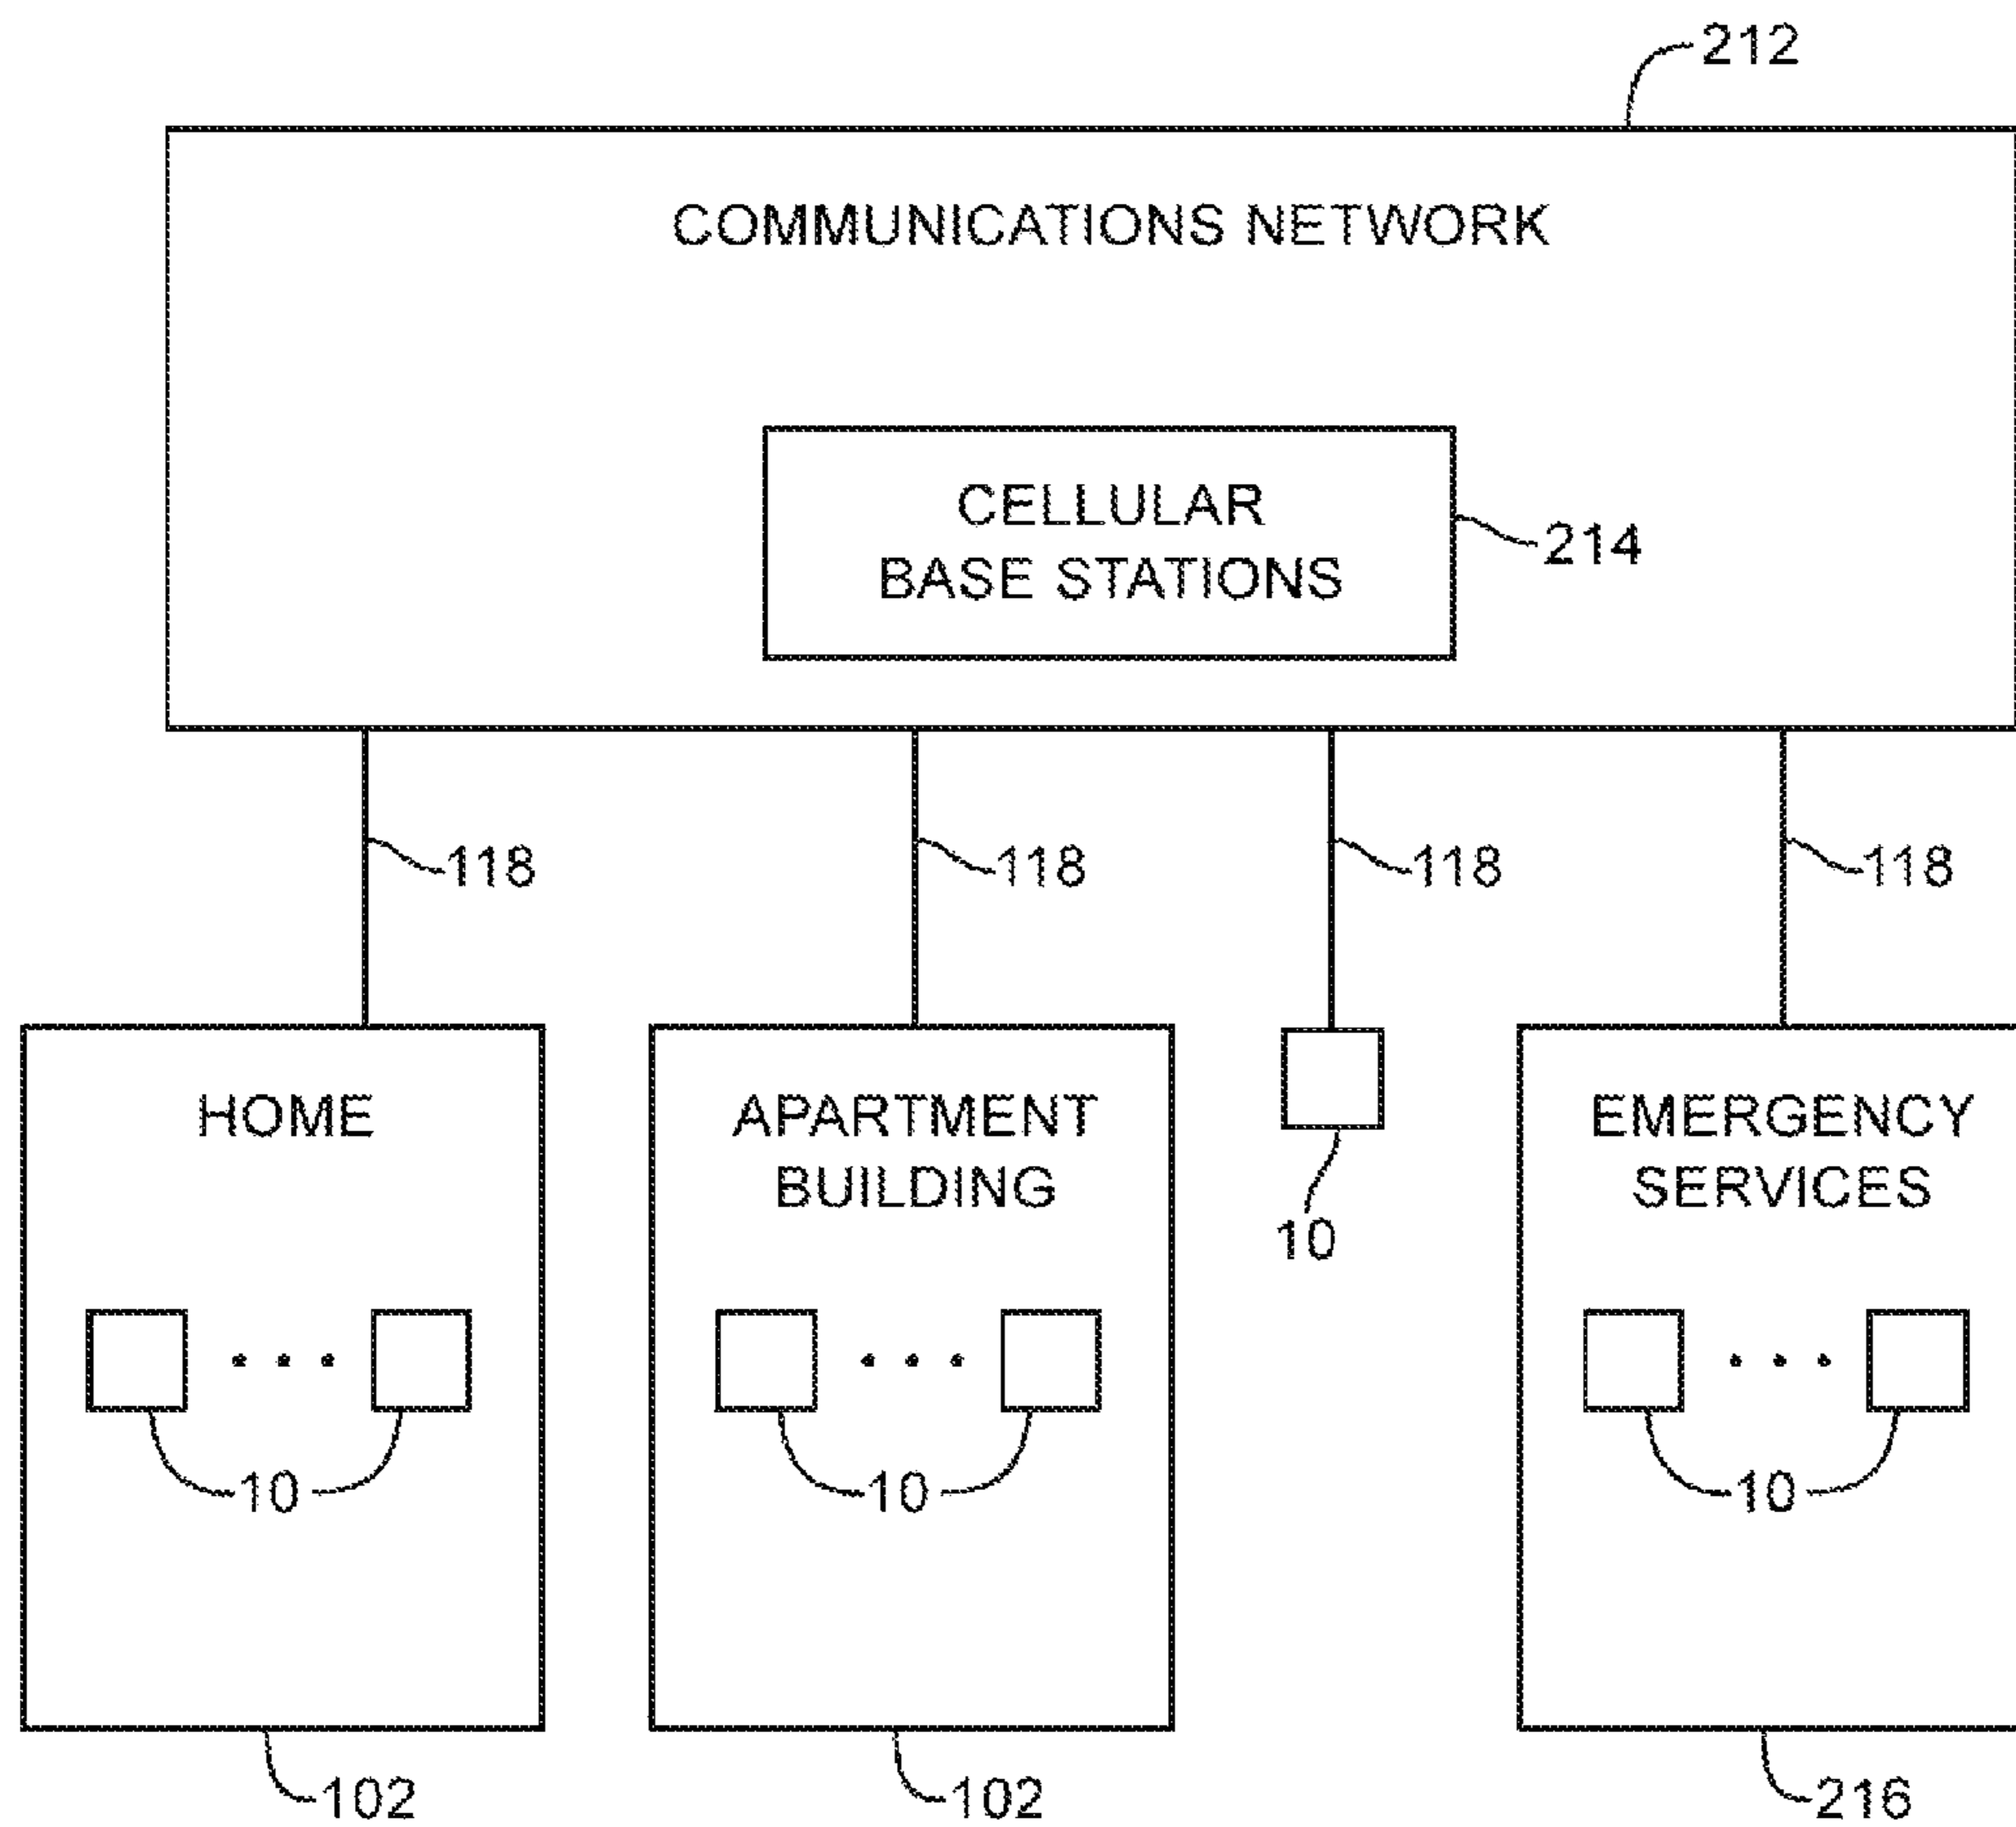 212
COMMUNICATIONS NETWORK
CELLULAR
BASE STATIONS
214
118
118
118
118
HOME
APARTMENT
BUILDING
10
EMERGENCY
SERVICES
10
10
10
102
102
216